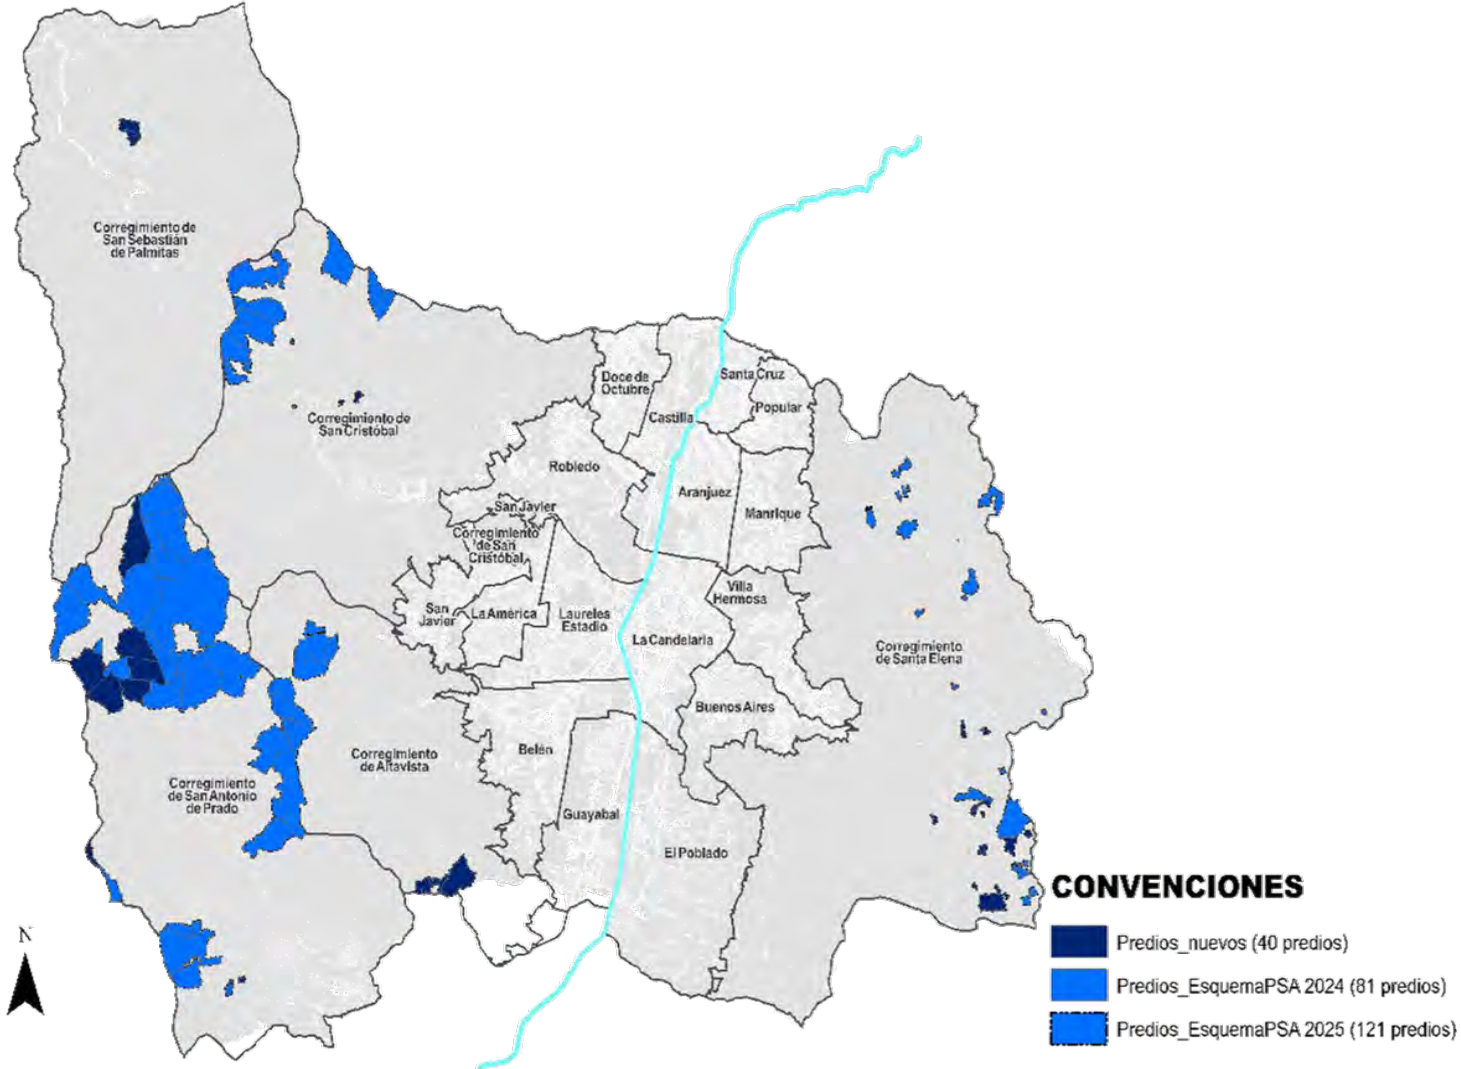 Corregimiento de
San Sebastián
de Palmitas
Corregimiento de
San Cristóbal
Doce de
Octubre
Castilla
Santa Cruz
Popular
Robledo
Aranjuez
Manrique
San Javier
Corregimiento
de San
Cristóbal
San
Javier
La América
Laureles
Estadio
La Candelaria
Villa
Hermosa
Corregimiento
de Santa Elena
Buenos Aires
Belén
Corregimiento
de Altavista
Corregimiento
de San Antonio
de Prado
Guayabal
El Poblado
N
CONVENCIONES
Predios_nuevos (40 predios)
Predios_EsquemaPSA 2024 (81 predios)
Predios_EsquemaPSA 2025 (121 predios)